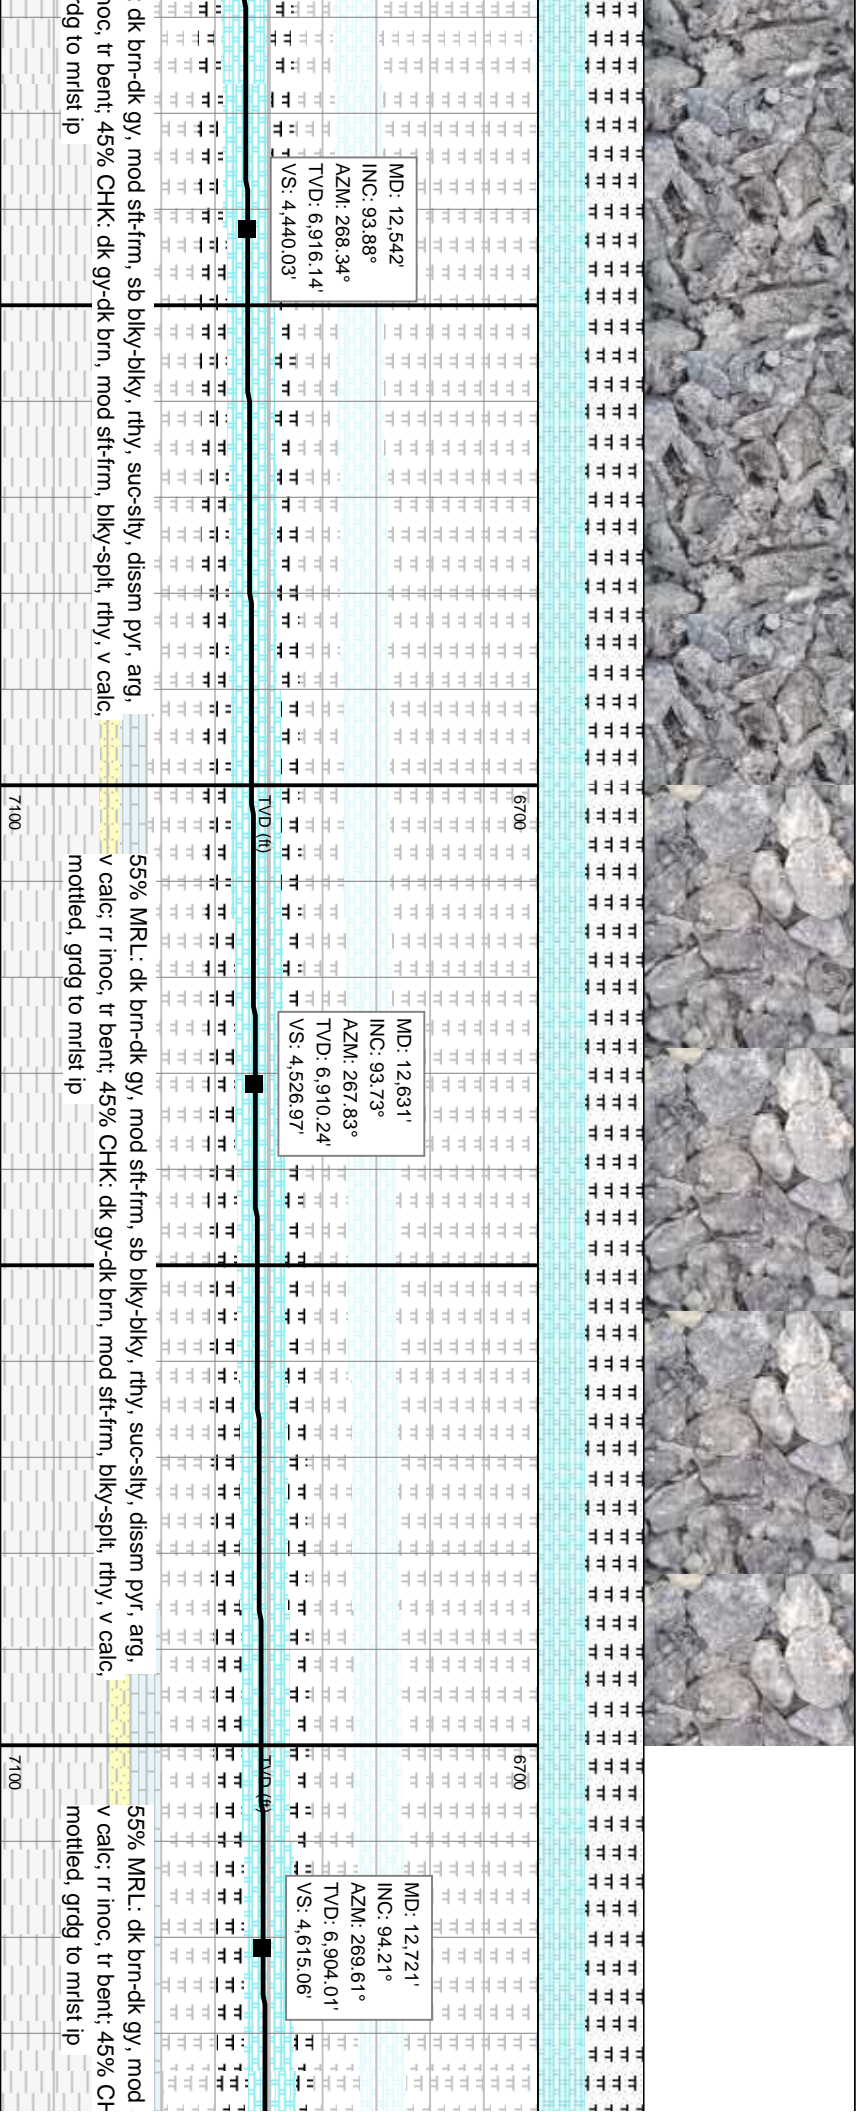 : dk brn-dk gy, mod sft-frm, sb blky-blky, rthy, suc-slty, dissm pyr, arg,
noc, tr bent; 45% CHK: dk gy-dk brn, mod sft-frm, blky-splt, rthy, v calc,
rdg to mrlst ip
MD: 12,542'
INC: 93.88°
AZM: 268.34°
TVD: 6,916.14'
VS: 4,440.03'
6700
TVD (ft)
7100
55% MRL: dk brn-dk gy, mod sft-frm, sb blky-blky, rthy, suc-slty, dissm pyr, arg,
v calc; rr inoc, tr bent; 45% CHK: dk gy-dk brn, mod sft-frm, blky-splt, rthy, v calc,
mottled, grdg to mrlst ip
MD: 12,631'
INC: 93.73°
AZM: 267.83°
TVD: 6,910.24'
VS: 4,526.97'
6700
TVD (ft)
7100
55% MRL: dk brn-dk gy, mod
v calc; rr inoc, tr bent; 45% CH
mottled, grdg to mrlst ip
MD: 12,721'
INC: 94.21°
AZM: 269.61°
TVD: 6,904.01'
VS: 4,615.06'